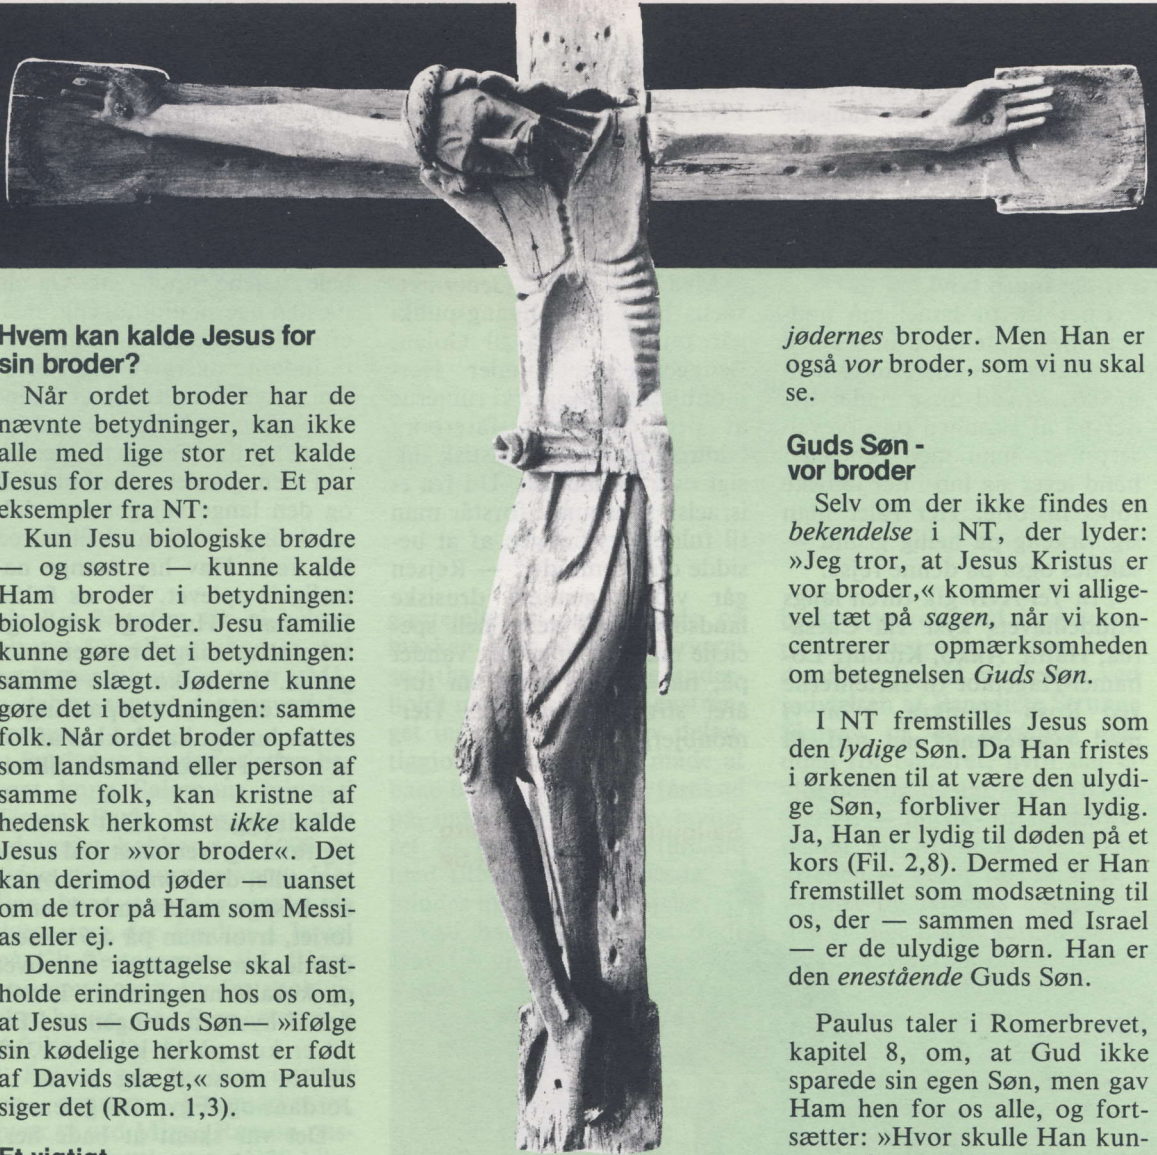 Hvem kan kalde Jesus for
sin broder?
Når ordet broder har de
nævnte betydninger, kan ikke
alle med lige stor ret kalde
Jesus for deres broder. Et par
eksempler fra NT:
Kun Jesu biologiske brødre
— og søstre — kunne kalde
Ham broder i betydningen:
biologisk broder. Jesu familie
kunne gøre det i betydningen:
samme slægt. Jøderne kunne
gøre det i betydningen: samme
folk. Når ordet broder opfattes
som landsmand eller person af
samme folk, kan kristne af
hedensk herkomst ikke kalde
Jesus for »vor broder«. Det
kan derimod jøder — uanset
om de tror på Ham som Messi-
as eller ej.
Denne iagttagelse skal fast-
holde erindringen hos os om,
at Jesus — Guds Søn— »ifølge
sin kødelige herkomst er født
af Davids slægt,« som Paulus
siger det (Rom. 1,3).
Et vigtigt
jødernes broder. Men Han er
også vor broder, som vi nu skal
se.
Guds Søn -
vor broder
Selv om der ikke findes en
bekendelse i NT, der lyder:
»Jeg tror, at Jesus Kristus er
vor broder,« kommer vi allige-
vel tæt på sagen, når vi kon-
centrerer opmærksomheden
om betegnelsen Guds Søn.
I NT fremstilles Jesus som
den lydige Søn. Da Han fristes
i ørkenen til at være den ulydi-
ge Søn, forbliver Han lydig.
Ja, Han er lydig til døden på et
kors (Fil. 2,8). Dermed er Han
fremstillet som modsætning til
os, der — sammen med Israel
— er de ulydige børn. Han er
den enestående Guds Søn.
Paulus taler i Romerbrevet,
kapitel 8, om, at Gud ikke
sparede sin egen Søn, men gav
Ham hen for os alle, og fort-
sætter: »Hvor skulle Han kun-